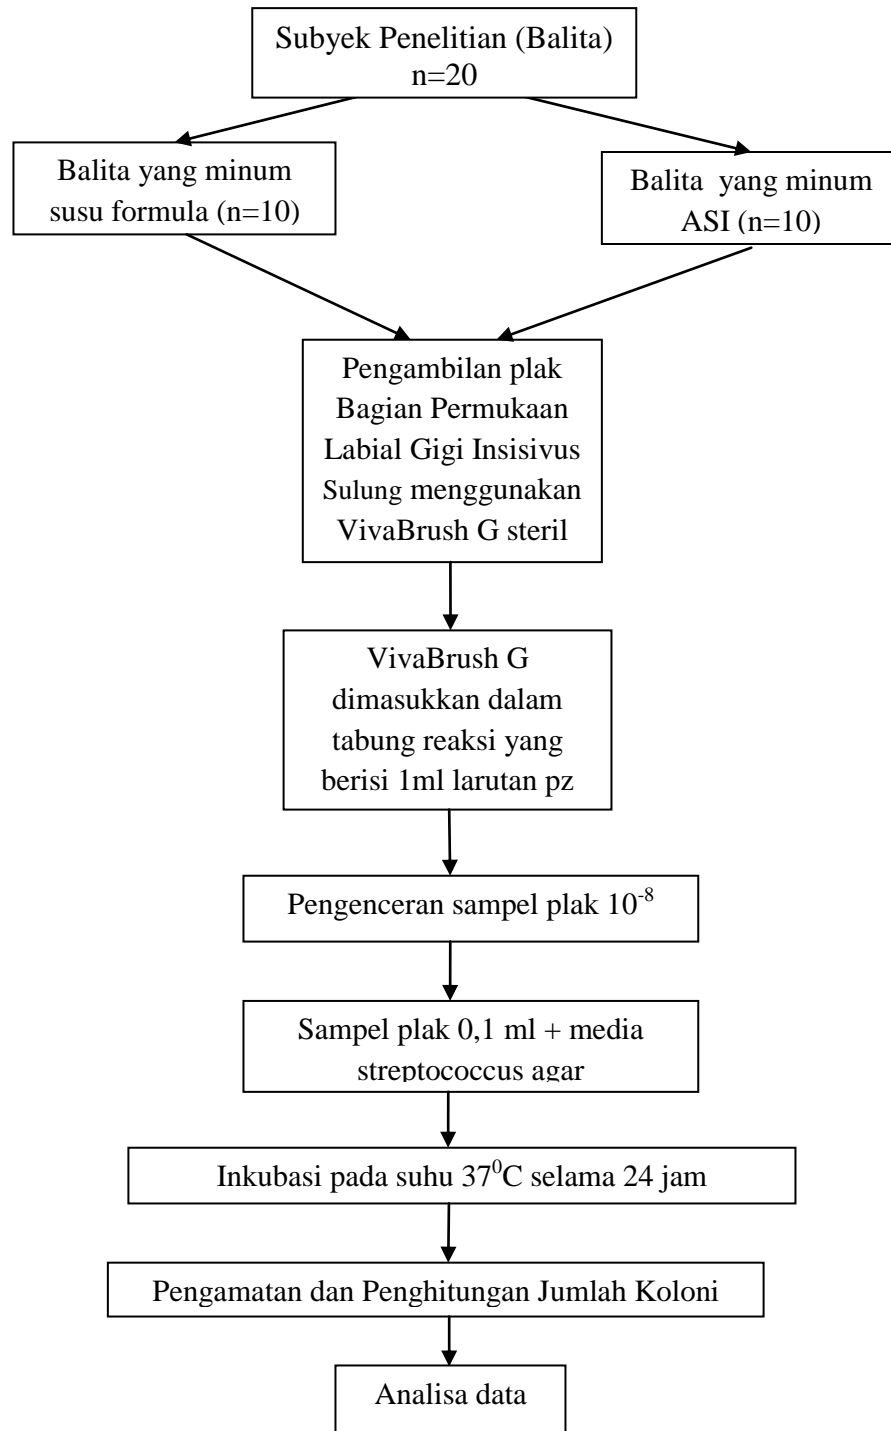 Subyek Penelitian (Balita)
n=20
Balita yang minum
susu formula (n=10)
Balita yang minum
ASI (n=10)
Pengambilan plak
Bagian Permukaan
Labial Gigi Insisivus
Sulung menggunakan
VivaBrush G steril
VivaBrush G
dimasukkan dalam
tabung reaksi yang
berisi 1ml larutan pz
Pengenceran sampel plak 10⁻⁸
Sampel plak 0,1 ml + media
streptococcus agar
Inkubasi pada suhu 37⁰C selama 24 jam
Pengamatan dan Penghitungan Jumlah Koloni
Analisa data